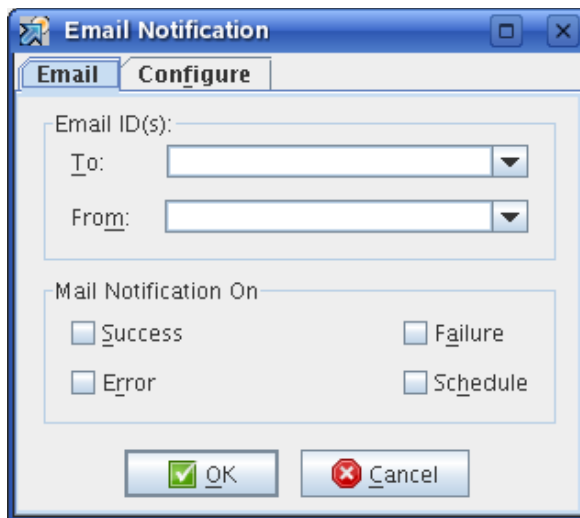 Email Notification
Email Configure
Email ID(s):
To:
From:
Mail Notification On
Success Failure
Error Schedule
OK Cancel